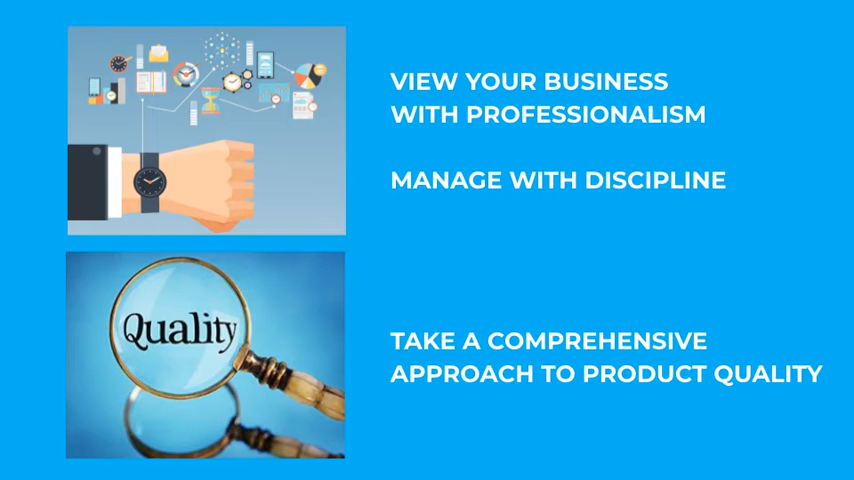 VIEW YOUR BUSINESS
WITH PROFESSIONALISM
MANAGE WITH DISCIPLINE
Quality
TAKE A COMPREHENSIVE
APPROACH TO PRODUCT QUALITY